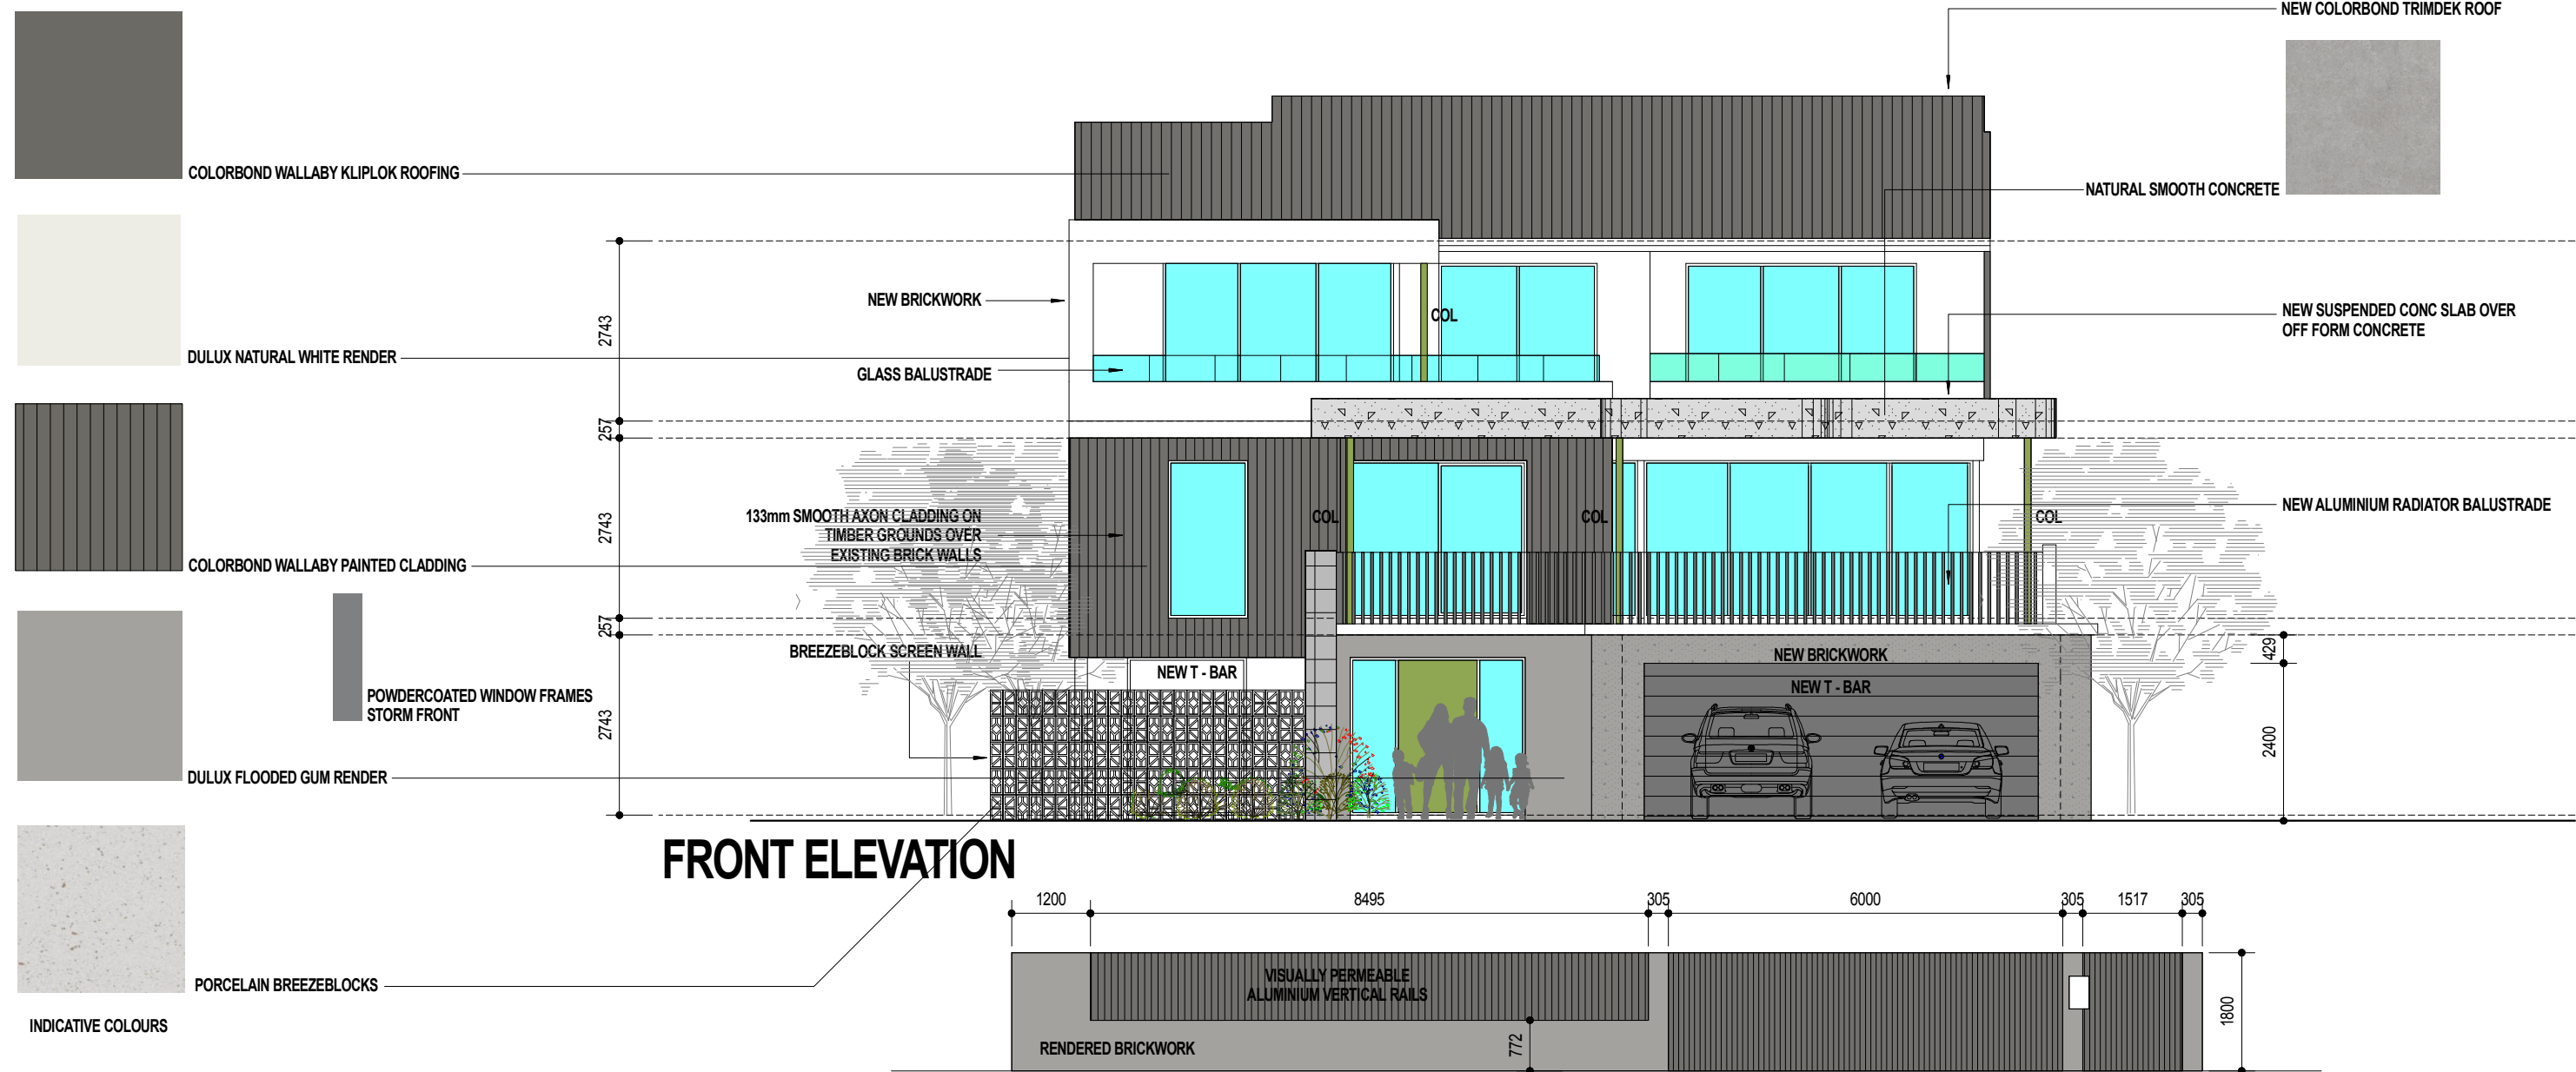 NEW COLORBOND TRIMDEK ROOF
COLORBOND WALLABY KLIPLOK ROOFING
NATURAL SMOOTH CONCRETE
NEW BRICKWORK
NEW SUSPENDED CONC SLAB OVER
OFF FORM CONCRETE
COL
2743
DULUX NATURAL WHITE RENDER
GLASS BALUSTRADE
257
NEW ALUMINIUM RADIATOR BALUSTRADE
133mm SMOOTH AXON CLADDING ON
TIMBER GROUNDS OVER
EXISTING BRICK WALLS
COL
COL
COL
2743
COLORBOND WALLABY PAINTED CLADDING
257
BREEZEBLOCK SCREEN WALL
NEW BRICKWORK
429
NEW T - BAR
NEW T - BAR
POWDERCOATED WINDOW FRAMES
STORM FRONT
2743
2400
DULUX FLOODED GUM RENDER
FRONT ELEVATION
1200
8495
305
6000
305
1517
305
VISUALLY PERMEABLE
ALUMINIUM VERTICAL RAILS
PORCELAIN BREEZEBLOCKS
1800
INDICATIVE COLOURS
RENDERED BRICKWORK
772